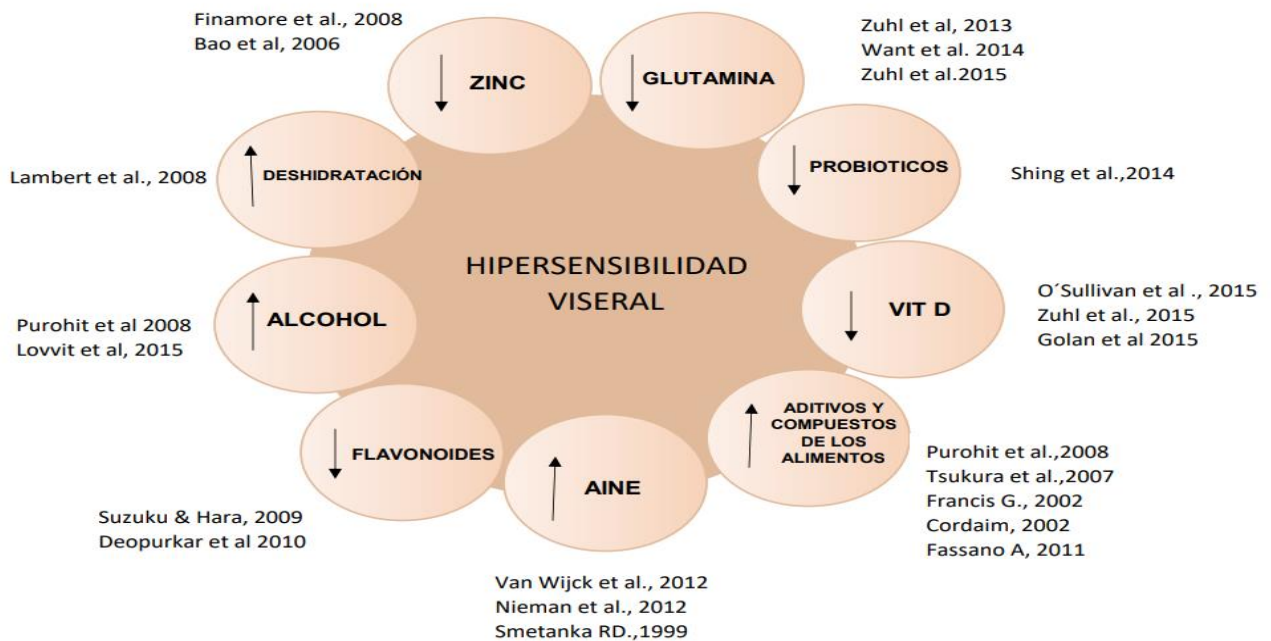 Finamore et al., 2008
Bao et al, 2006
ZINC
GLUTAMINA
Zuhl et al, 2013
Want et al. 2014
Zuhl et al.2015
Lambert et al., 2008
DESHIDRATACIÓN
PROBIOTICOS
Shing et al.,2014
HIPERSENSIBILIDAD
VISERAL
Purohit et al 2008
Lovvit et al, 2015
ALCOHOL
VIT D
O´Sullivan et al ., 2015
Zuhl et al., 2015
Golan et al 2015
FLAVONOIDES
Suzuku & Hara, 2009
Deopurkar et al 2010
AINE
Van Wijck et al., 2012
Nieman et al., 2012
Smetanka RD.,1999
ADITIVOS Y
COMPUESTOS
DE LOS
ALIMENTOS
Purohit et al.,2008
Tsukura et al.,2007
Francis G., 2002
Cordaim, 2002
Fassano A, 2011